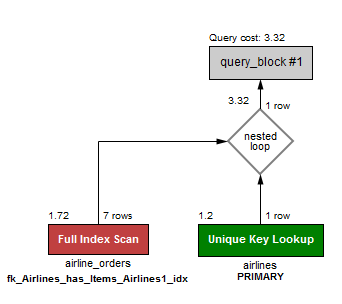 Query cost: 3.32
query_block #1
3.32
1 row
nested
loop
1.72
7 rows
1.2
1 row
Full Index Scan
Unique Key Lookup
airline_orders
airlines
fk_Airlines_has_Items_Airlines1_idx
PRIMARY